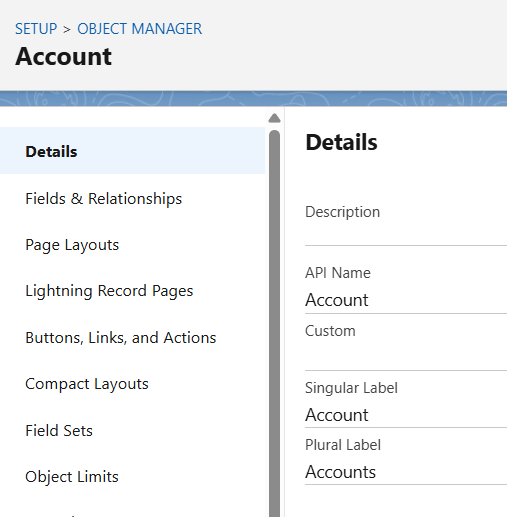 SETUP > OBJECT MANAGER
Account
Details
Fields & Relationships
Page Layouts
Lightning Record Pages
Buttons, Links, and Actions
Compact Layouts
Field Sets
Object Limits
Details
Description
API Name
Account
Custom
Singular Label
Account
Plural Label
Accounts